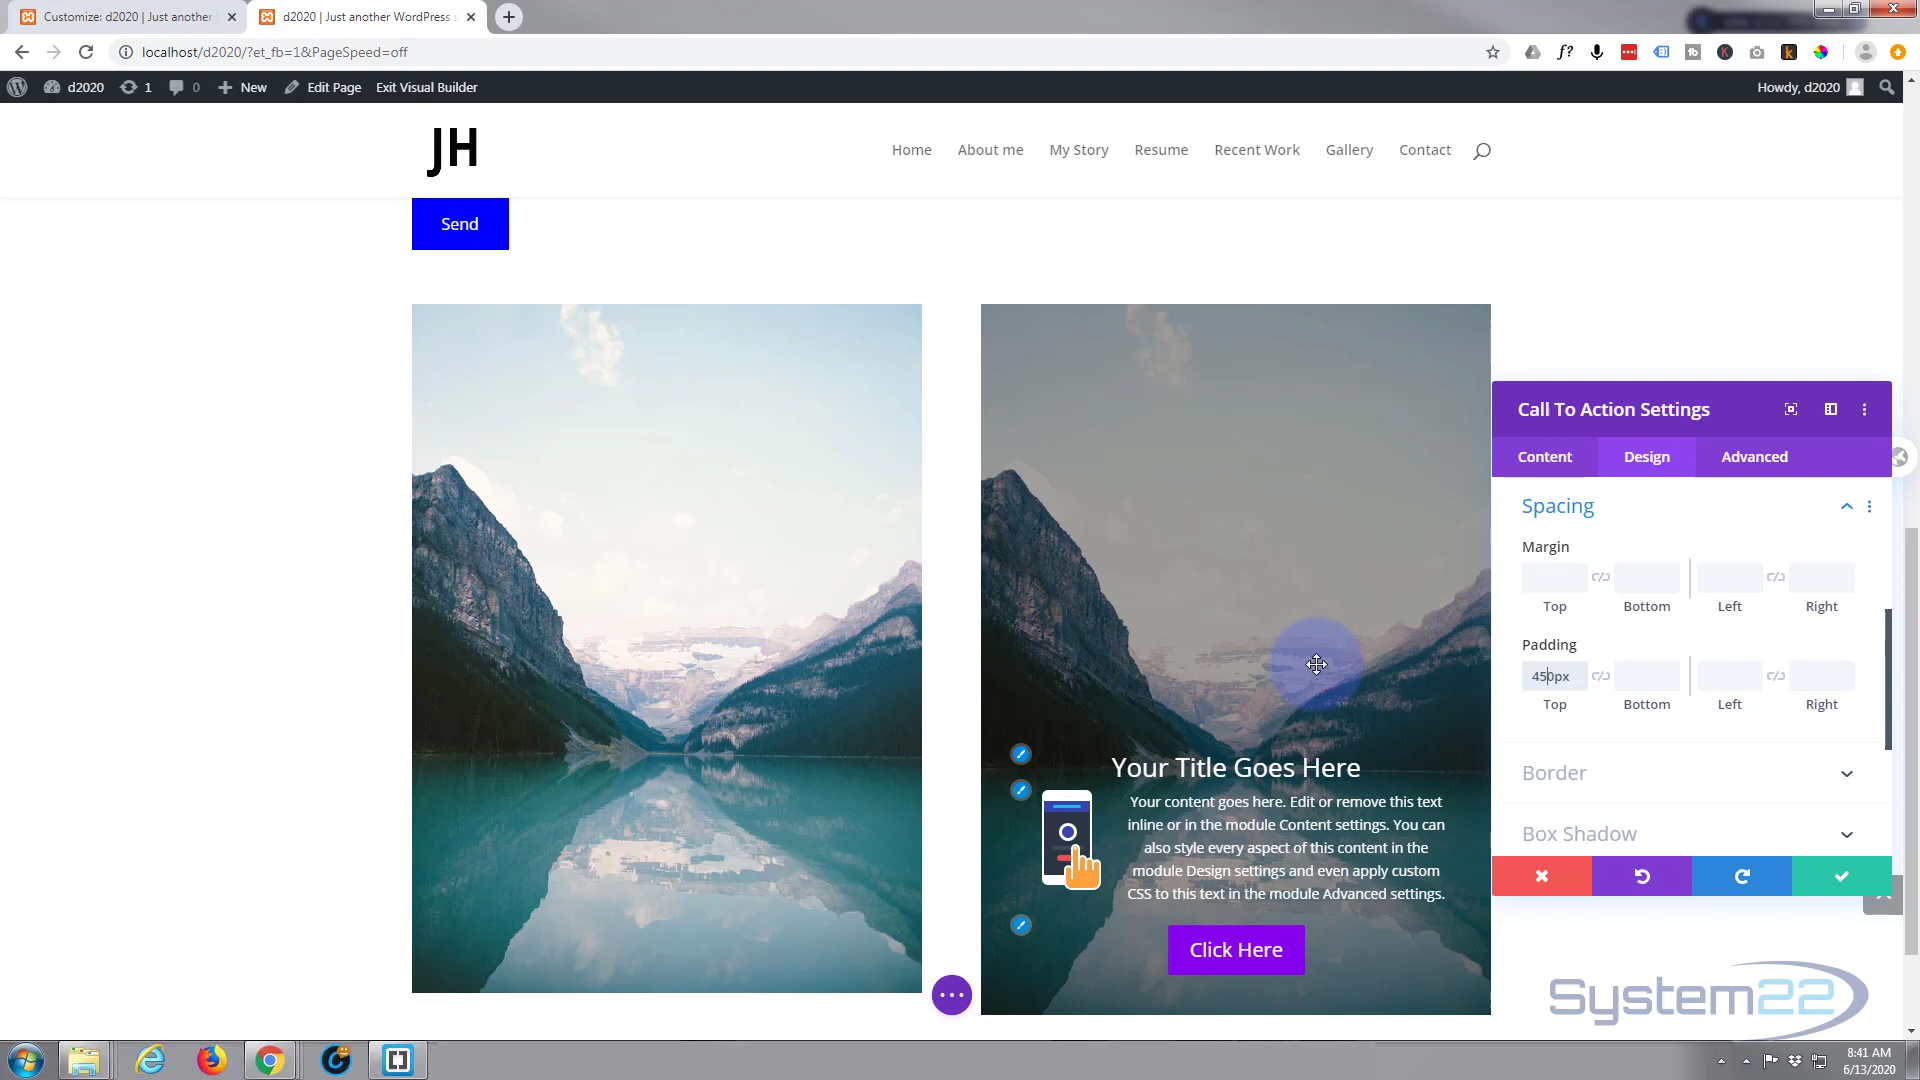 Customize: d2020 | Just another
d2020 | Just another WordPress s
localhost/d2020/?et_fb=1&PageSpeed=off
f?
d2020
1
0
New
Edit Page
Exit Visual Builder
Howdy, d2020
JH
Home
About me
My Story
Resume
Recent Work
Gallery
Contact
Send
Call To Action Settings
Content
Design
Advanced
Spacing
Margin
Top
Bottom
Left
Right
Padding
450px
Top
Bottom
Left
Right
Border
Box Shadow
Your Title Goes Here
Your content goes here. Edit or remove this text
inline or in the module Content settings. You can
also style every aspect of this content in the
module Design settings and even apply custom
CSS to this text in the module Advanced settings.
Click Here
System22
8:41 AM
6/13/2020